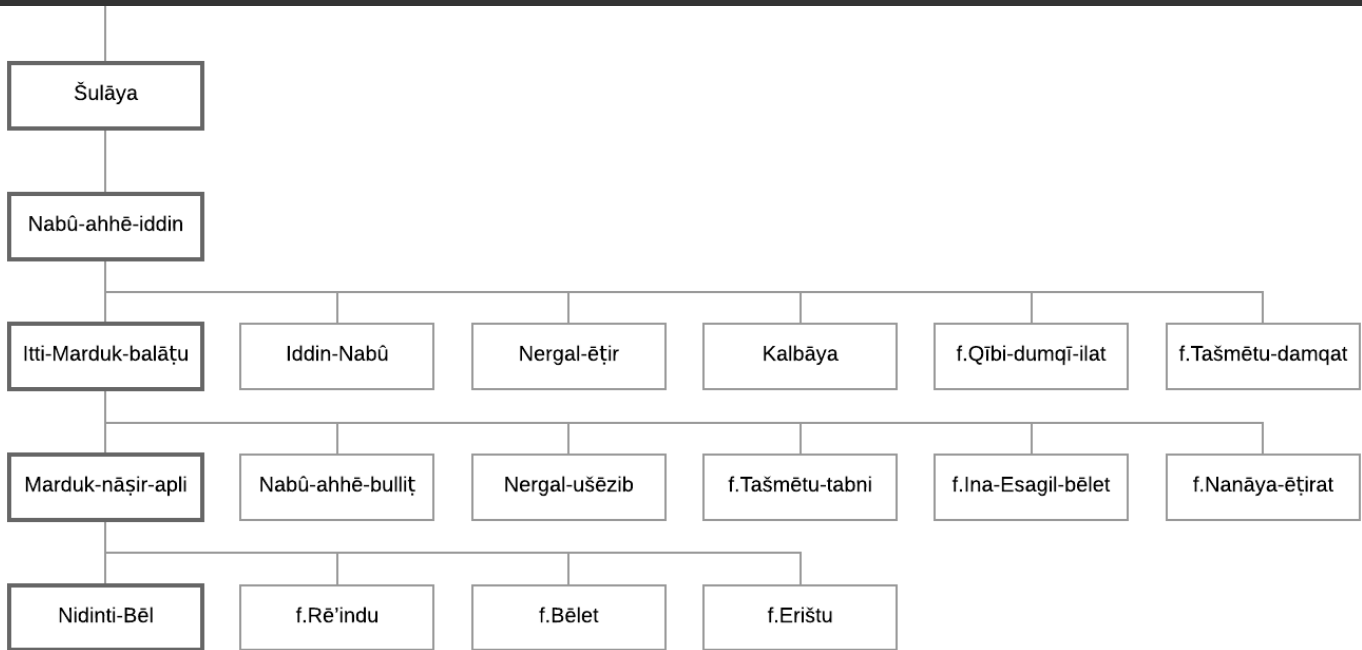 Šulāya
Nabû-ahhē-iddin
Itti-Marduk-balāṭu
Iddin-Nabû
Nergal-ēṭir
Kalbāya
f.Qībi-dumqī-ilat
f.Tašmētu-damqat
Marduk-nāṣir-apli
Nabû-ahhē-bulliṭ
Nergal-ušēzib
f.Tašmētu-tabni
f.Ina-Esagil-bēlet
f.Nanāya-ēṭirat
Nidinti-Bēl
f.Rē’indu
f.Bēlet
f.Erištu